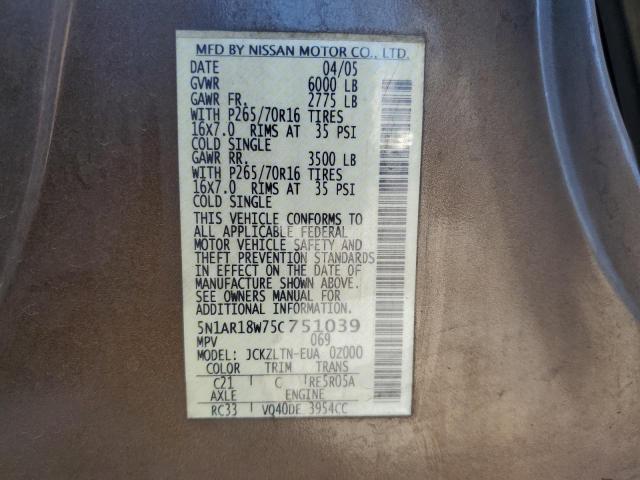 MFD BY NISSAN MOTOR CO., LTD.
DATE 04/05
GVWR 6000 LB
GAWR FR. 2775 LB
WITH P265/70R16 TIRES
16X7.0 RIMS AT 35 PSI
COLD SINGLE
GAWR RR. 3500 LB
WITH P265/70R16 TIRES
16X7.0 RIMS AT 35 PSI
COLD SINGLE
THIS VEHICLE CONFORMS TO
ALL APPLICABLE FEDERAL
MOTOR VEHICLE SAFETY AND
THEFT PREVENTION STANDARDS
IN EFFECT ON THE DATE OF
MANUFACTURE SHOWN ABOVE.
SEE OWNERS MANUAL FOR
ADDITIONAL INFORMATION.
5N1AR18W75C751039
MPV 069
MODEL: JCKZLTN-EUA 02000
COLOR TRIM TRANS
C21 C RE5R05A
AXLE ENGINE
RC33 VQ40DE 3954CC